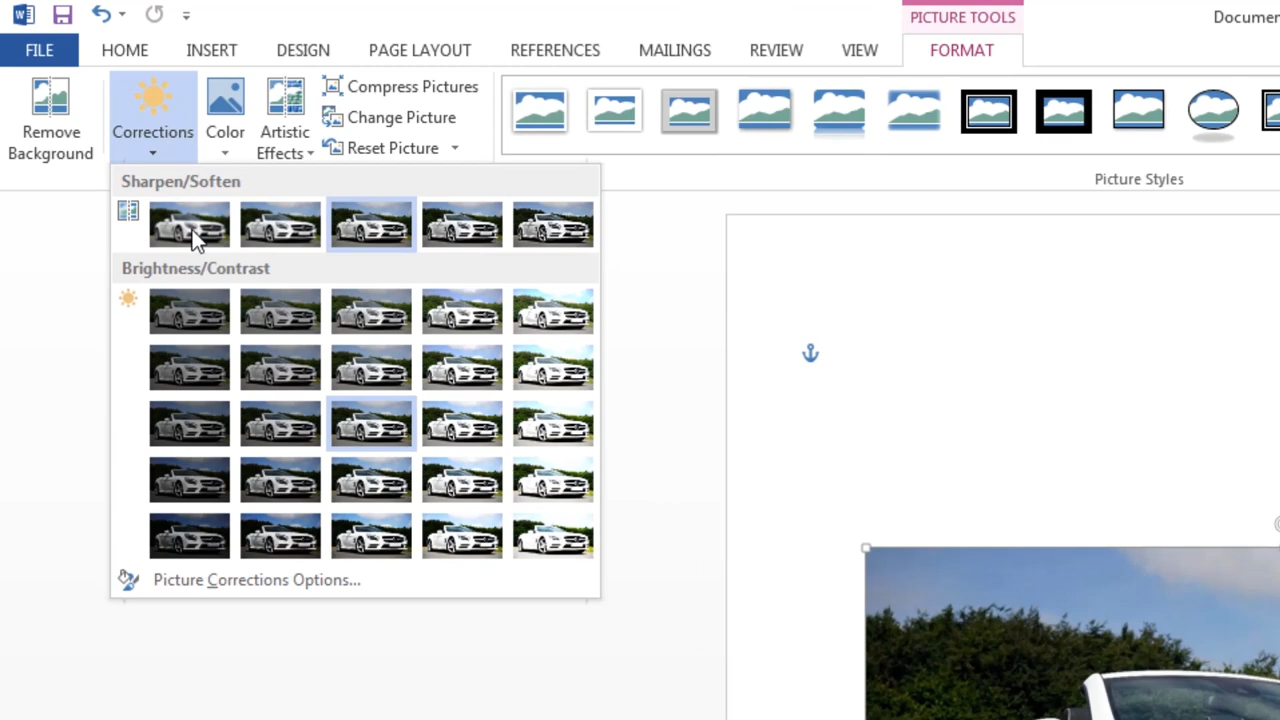 W
Documen
PICTURE TOOLS
FILE HOME INSERT DESIGN PAGE LAYOUT REFERENCES MAILINGS REVIEW VIEW FORMAT
Remove Background
Corrections
Color
Artistic Effects
Compress Pictures
Change Picture
Reset Picture
Picture Styles
Sharpen/Soften
Brightness/Contrast
Picture Corrections Options...